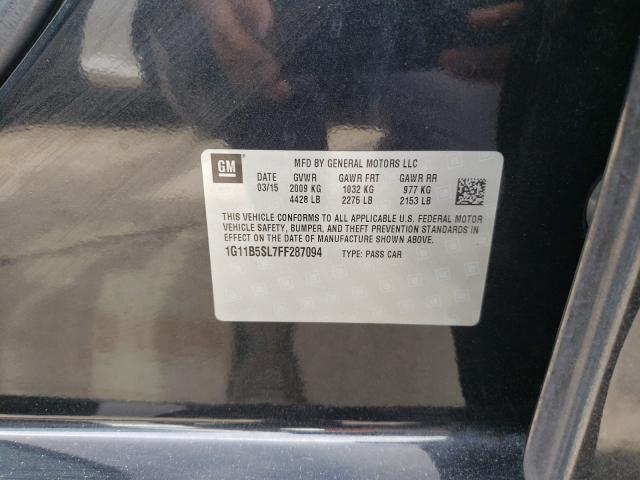 GM
MFD BY GENERAL MOTORS LLC
DATE GVWR GAWR FRT GAWR RR
03/15 2009 KG 1032 KG 977 KG
4428 LB 2275 LB 2153 LB
THIS VEHICLE CONFORMS TO ALL APPLICABLE U.S. FEDERAL MOTOR
VEHICLE SAFETY, BUMPER, AND THEFT PREVENTION STANDARDS
IN EFFECT ON THE DATE OF MANUFACTURE SHOWN ABOVE.
1G11B5SL7FF287094 TYPE: PASS CAR